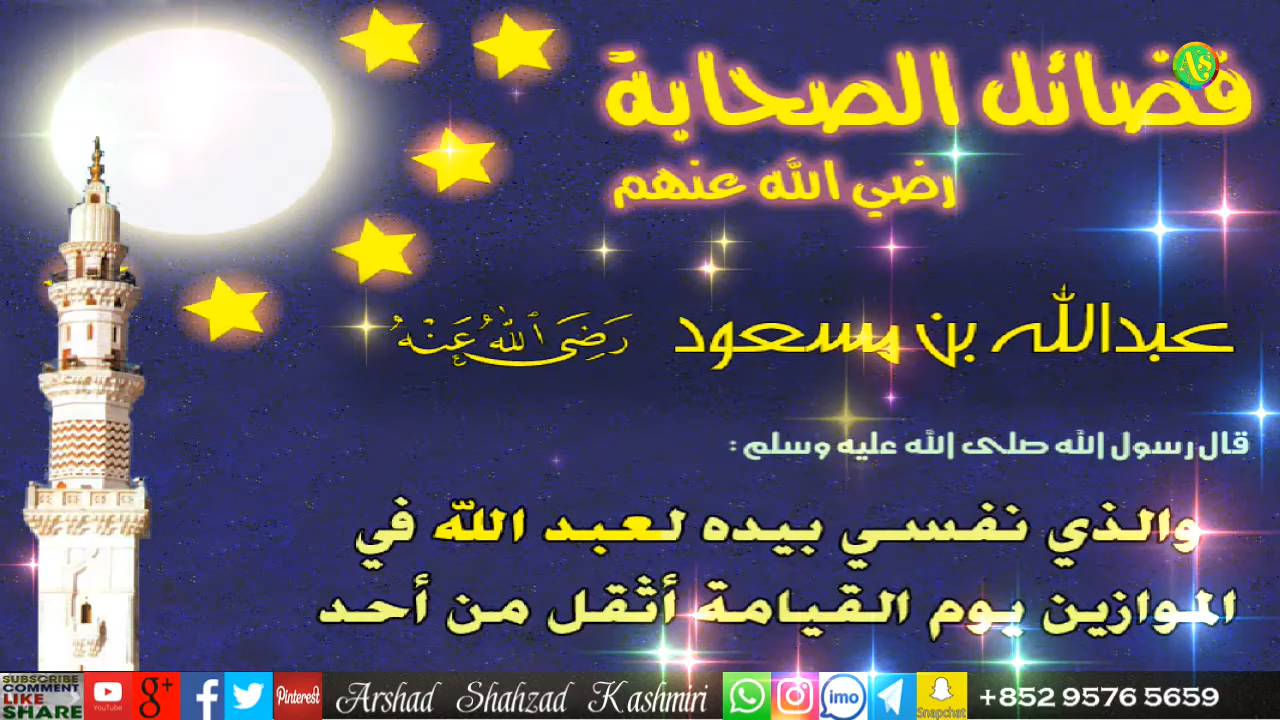 فضائل الصحابة
AS
رضي الله عنهم
عبدالله بن مسعود رَضِيَ ٱللَّٰهُ عَنْهُ
قال رسول الله صلى الله عليه وسلم :
والذي نفسي بيده لعبد اللّه في
الموازين يوم القيامة أثقل من أحد
SUBSCRIBE
COMMENT
LIKE
SHARE
YouTube
g+
Pinterest
Arshad Shahzad Kashmiri
imo
Snapchat
+852 9576 5659